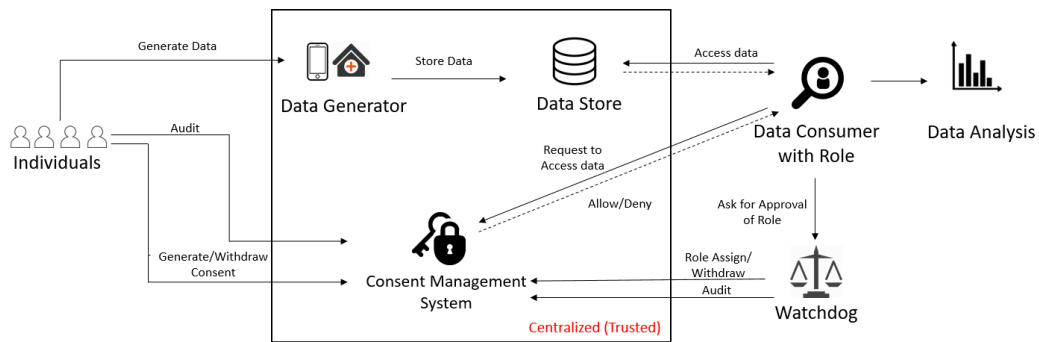 Generate Data
Store Data
Access data
Data Generator
Data Store
Data Consumer
with Role
Data Analysis
Individuals
Audit
Request to
Access data
Allow/Deny
Ask for Approval
of Role
Generate/Withdraw
Consent
Consent Management
System
Role Assign/
Withdraw
Audit
Watchdog
Centralized (Trusted)